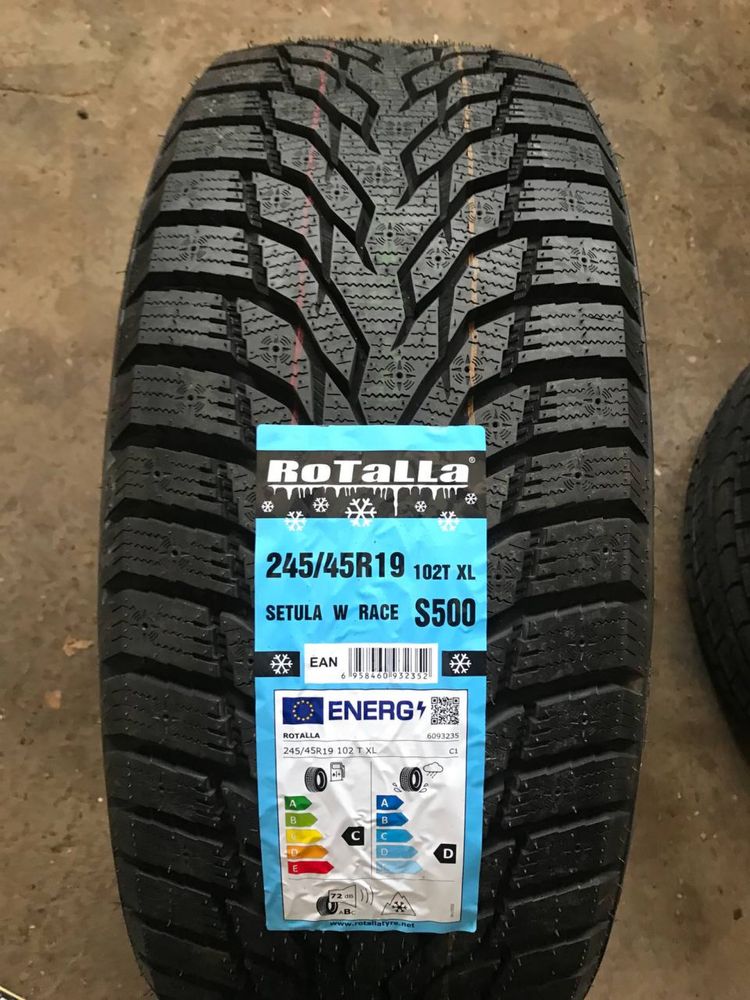 RoTaLLa®
245/45R19 102T XL
SETULA W RACE S500
EAN
6 958460 932352
ENERG
ROTALLA 6093235
245/45R19 102 T XL C1
A A
B B
C
D D
E E
C D
72 dB
ABC
www.rotallatyre.net